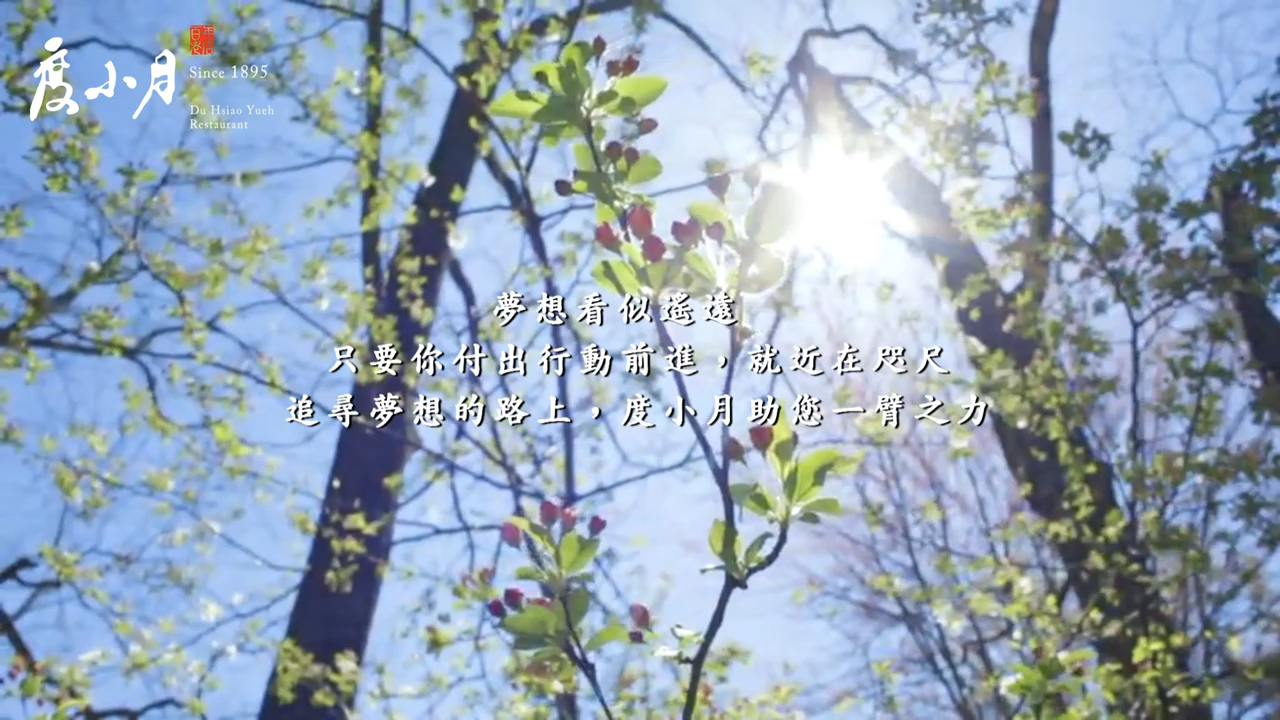 度小月
Since 1895
Du Hsiao Yueh
Restaurant
夢想看似遙遠
只要你付出行動前進，就近在咫尺
追尋夢想的路上，度小月助您一臂之力